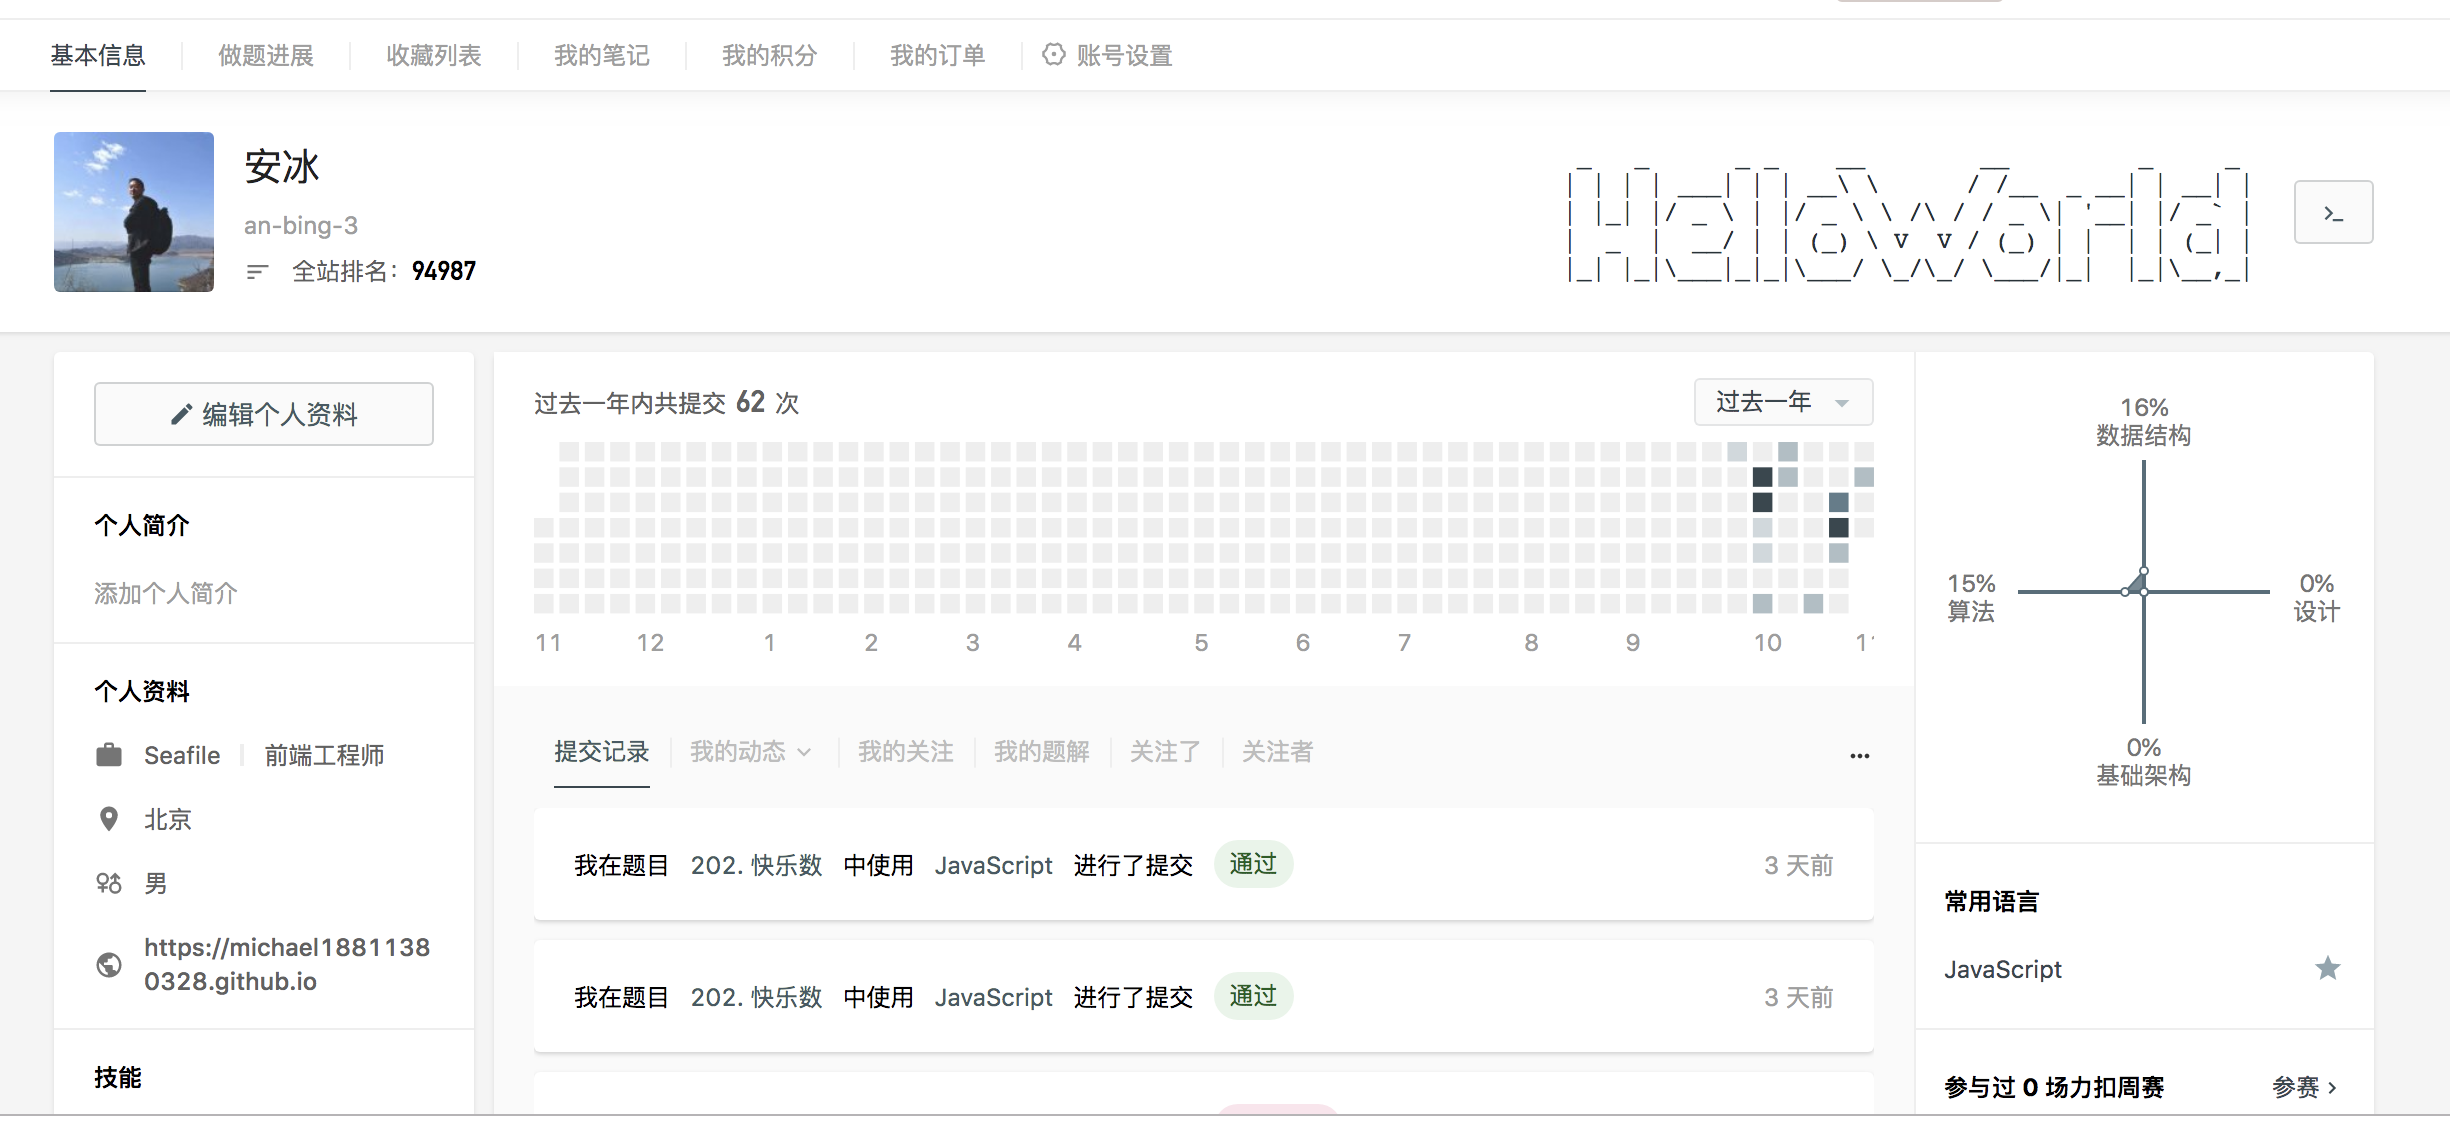 基本信息
做题进展
收藏列表
我的笔记
我的积分
我的订单
账号设置
安冰
an-bing-3
全站排名：94987
HelloWorld
>_
编辑个人资料
个人简介
添加个人简介
个人资料
Seafile
前端工程师
北京
男
https://michael1881138
0328.github.io
技能
过去一年内共提交 62 次
过去一年
11 12 1 2 3 4 5 6 7 8 9 10
提交记录
我的动态
我的关注
我的题解
关注了
关注者
我在题目 202. 快乐数 中使用 JavaScript 进行了提交 通过 3 天前
我在题目 202. 快乐数 中使用 JavaScript 进行了提交 通过 3 天前
16%
数据结构
15%
算法
0%
设计
0%
基础架构
常用语言
JavaScript
参与过 0 场力扣周赛
参赛 ›